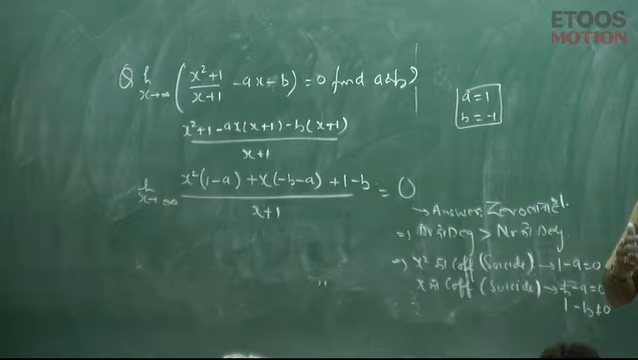 ETOOS
MOTION
Q lim x→∞ (x²+1 / x+1 - ax - b) = 0 find a & b?
a = 1
b = -1
x²+1 - ax(x+1) - b(x+1) / x+1
lim x→∞ x²(1-a) + x(-b-a) + 1-b / x+1 = 0
→ Answer Zero
⇒ Dr का Deg > Nr का Deg
⇒ x² का Coff (Suicide) → 1-a=0
x का Coff (Suicide) → -b-a=0
1-b≠0